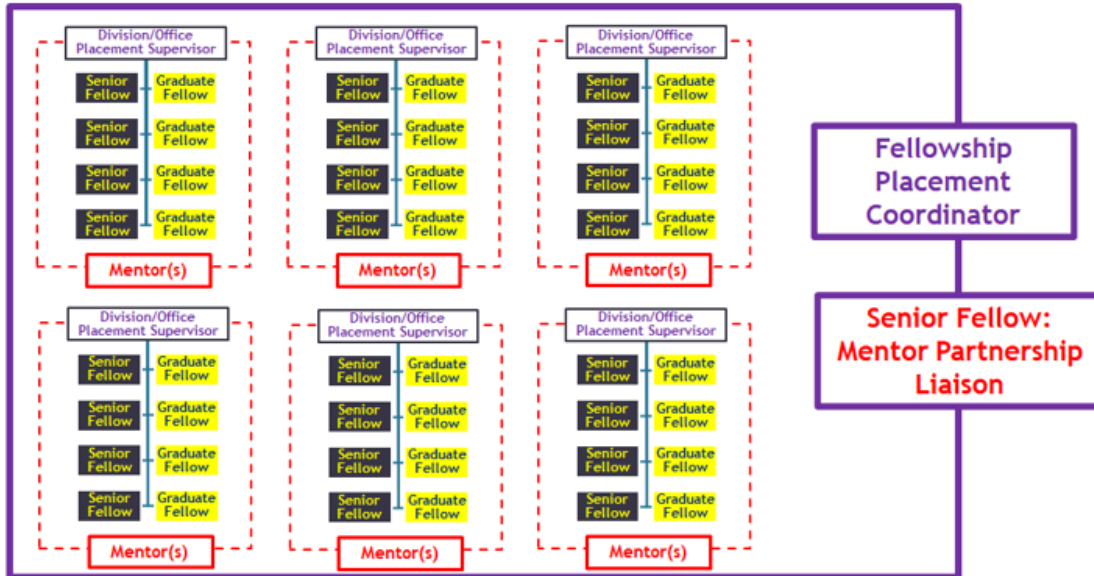 Division/Office
Placement Supervisor
Senior
Fellow
Graduate
Fellow
Senior
Fellow
Graduate
Fellow
Senior
Fellow
Graduate
Fellow
Senior
Fellow
Graduate
Fellow
Mentor(s)
Division/Office
Placement Supervisor
Senior
Fellow
Graduate
Fellow
Senior
Fellow
Graduate
Fellow
Senior
Fellow
Graduate
Fellow
Senior
Fellow
Graduate
Fellow
Mentor(s)
Division/Office
Placement Supervisor
Senior
Fellow
Graduate
Fellow
Senior
Fellow
Graduate
Fellow
Senior
Fellow
Graduate
Fellow
Senior
Fellow
Graduate
Fellow
Mentor(s)
Fellowship
Placement
Coordinator
Division/Office
Placement Supervisor
Senior
Fellow
Graduate
Fellow
Senior
Fellow
Graduate
Fellow
Senior
Fellow
Graduate
Fellow
Senior
Fellow
Graduate
Fellow
Mentor(s)
Division/Office
Placement Supervisor
Senior
Fellow
Graduate
Fellow
Senior
Fellow
Graduate
Fellow
Senior
Fellow
Graduate
Fellow
Senior
Fellow
Graduate
Fellow
Mentor(s)
Division/Office
Placement Supervisor
Senior
Fellow
Graduate
Fellow
Senior
Fellow
Graduate
Fellow
Senior
Fellow
Graduate
Fellow
Senior
Fellow
Graduate
Fellow
Mentor(s)
Senior Fellow:
Mentor Partnership
Liaison